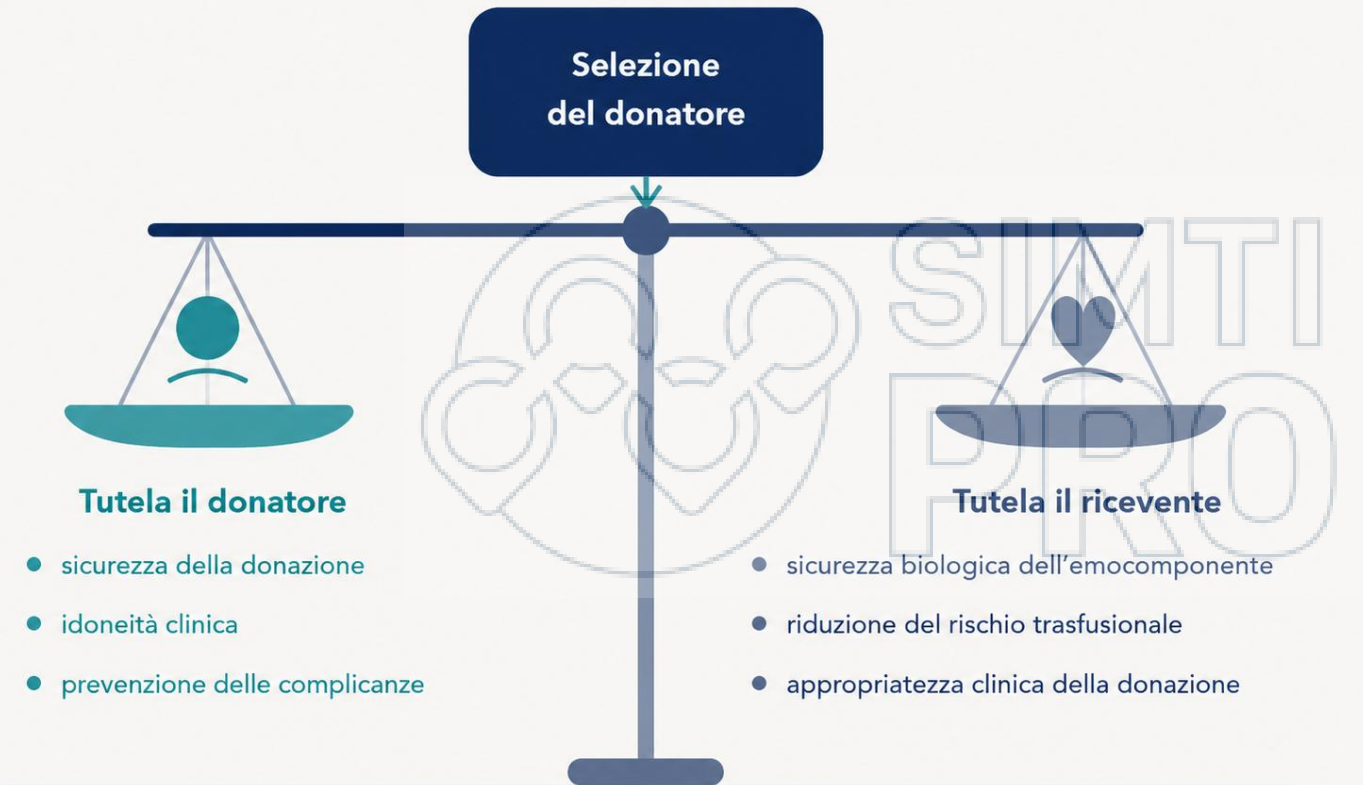 Selezione
del donatore
SIMTI
PRO
Tutela il donatore
sicurezza della donazione
idoneità clinica
prevenzione delle complicanze
Tutela il ricevente
sicurezza biologica dell’emocomponente
riduzione del rischio trasfusionale
appropriatezza clinica della donazione